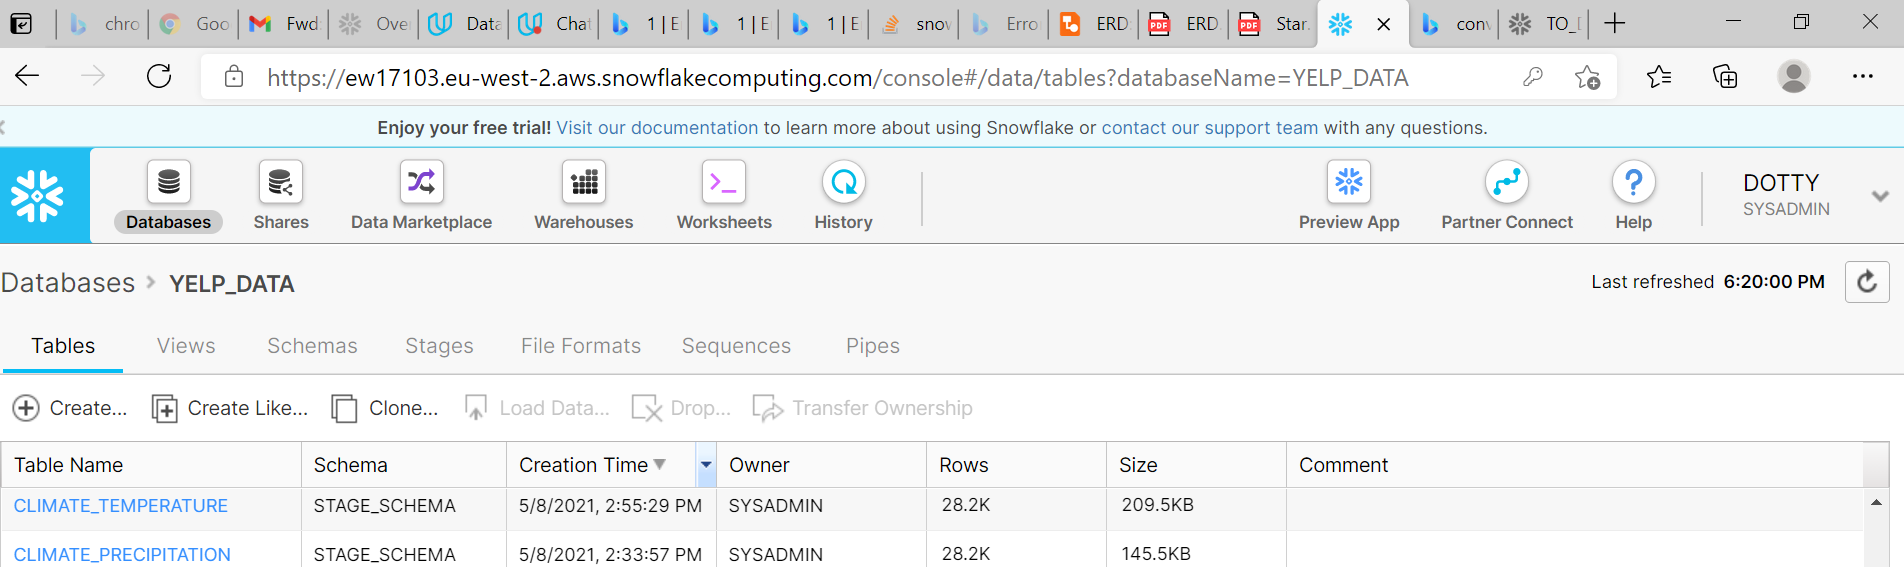 chro Goo Fwd: Over Data Chat 1 | E 1 | E 1 | E snov Erro ERD: ERD. Star. conv TO_D
https://ew17103.eu-west-2.aws.snowflakecomputing.com/console#/data/tables?databaseName=YELP_DATA
Enjoy your free trial! Visit our documentation to learn more about using Snowflake or contact our support team with any questions.
Databases Shares Data Marketplace Warehouses Worksheets History Preview App Partner Connect Help
DOTTY
SYSADMIN
Databases > YELP_DATA
Last refreshed 6:20:00 PM
Tables Views Schemas Stages File Formats Sequences Pipes
Create... Create Like... Clone... Load Data... Drop... Transfer Ownership
Table Name Schema Creation Time Owner Rows Size Comment
CLIMATE_TEMPERATURE STAGE_SCHEMA 5/8/2021, 2:55:29 PM SYSADMIN 28.2K 209.5KB
CLIMATE_PRECIPITATION STAGE_SCHEMA 5/8/2021, 2:33:57 PM SYSADMIN 28.2K 145.5KB